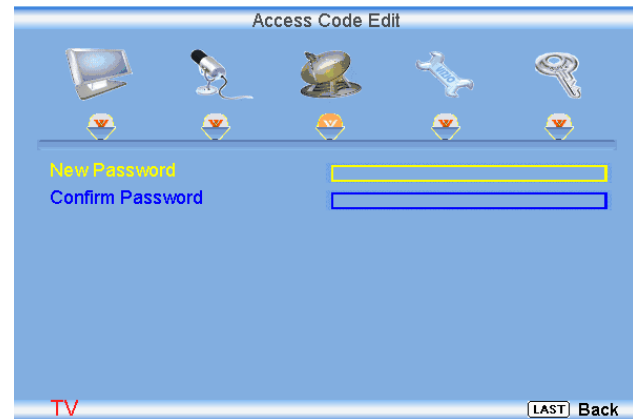 Access Code Edit
New Password
Confirm Password
TV
LAST Back